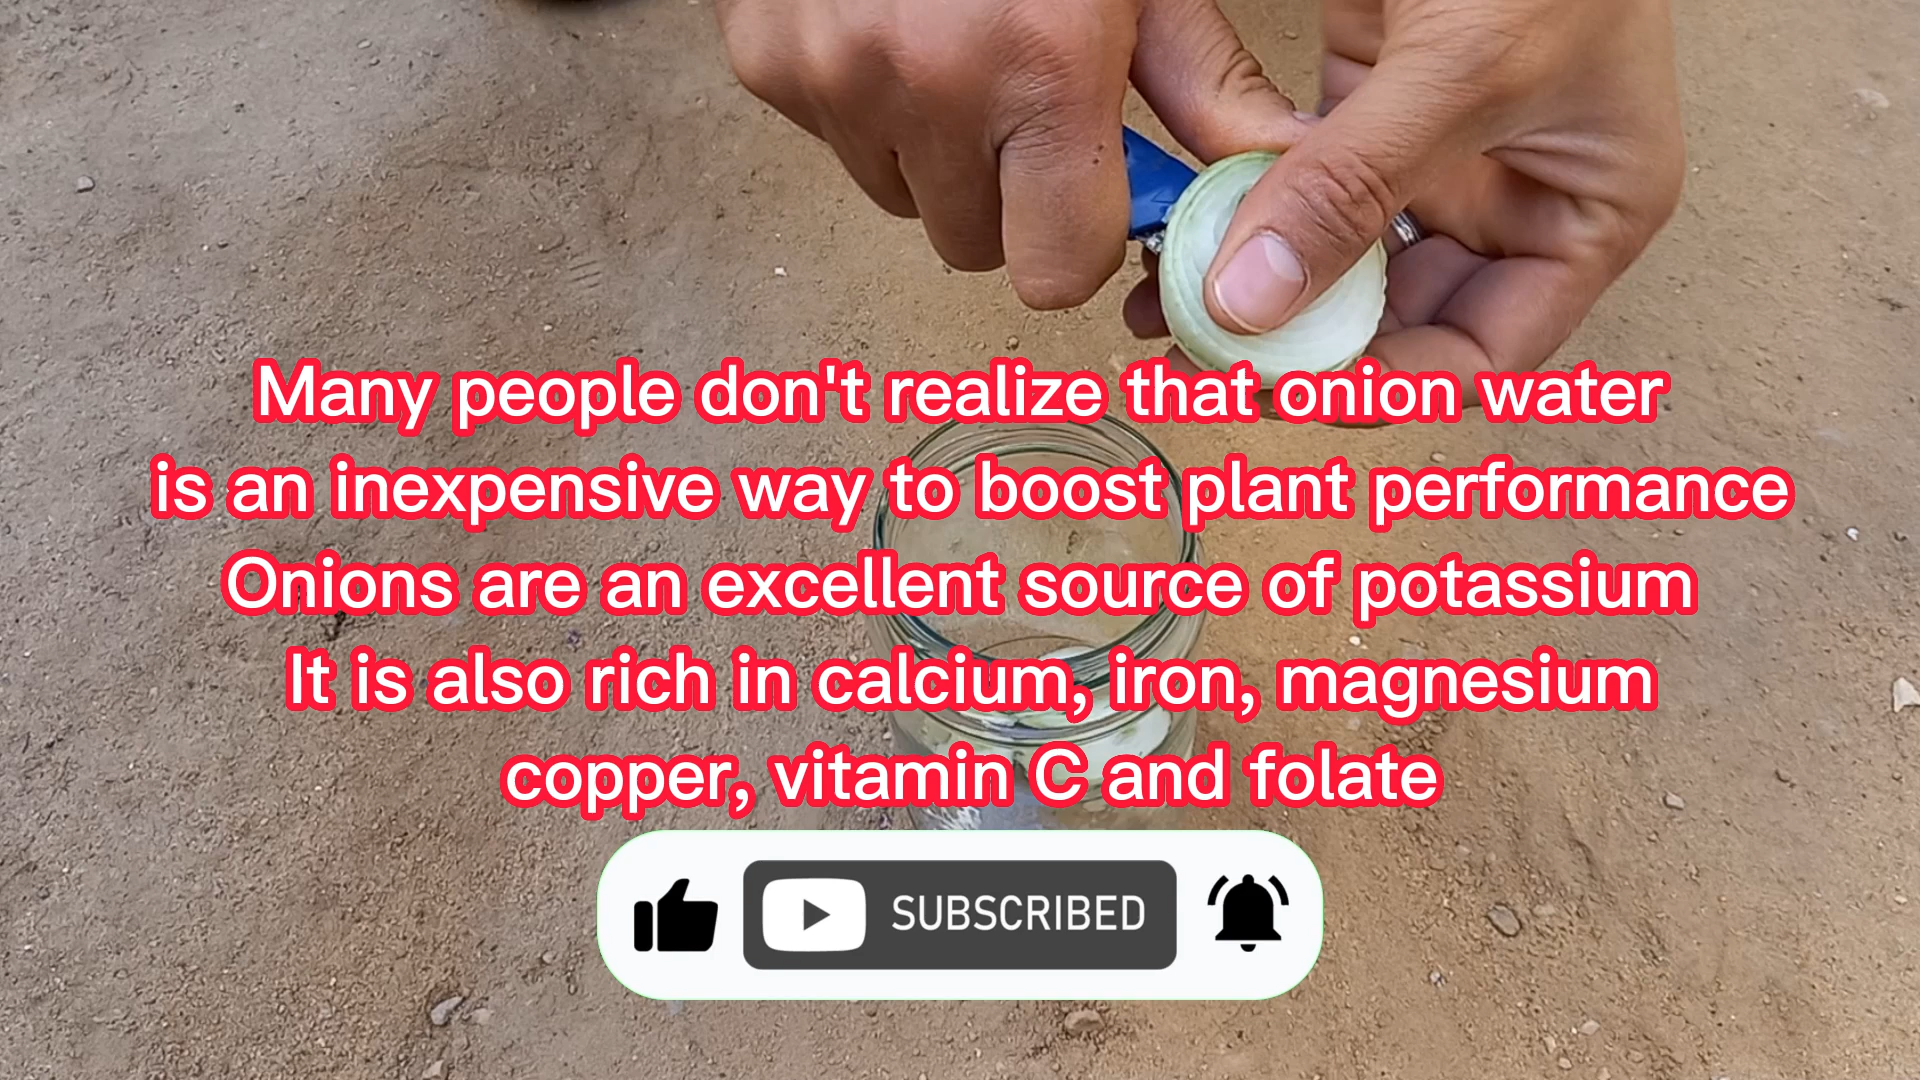 Many people don't realize that onion water
is an inexpensive way to boost plant performance
Onions are an excellent source of potassium
It is also rich in calcium, iron, magnesium
copper, vitamin C and folate
SUBSCRIBED